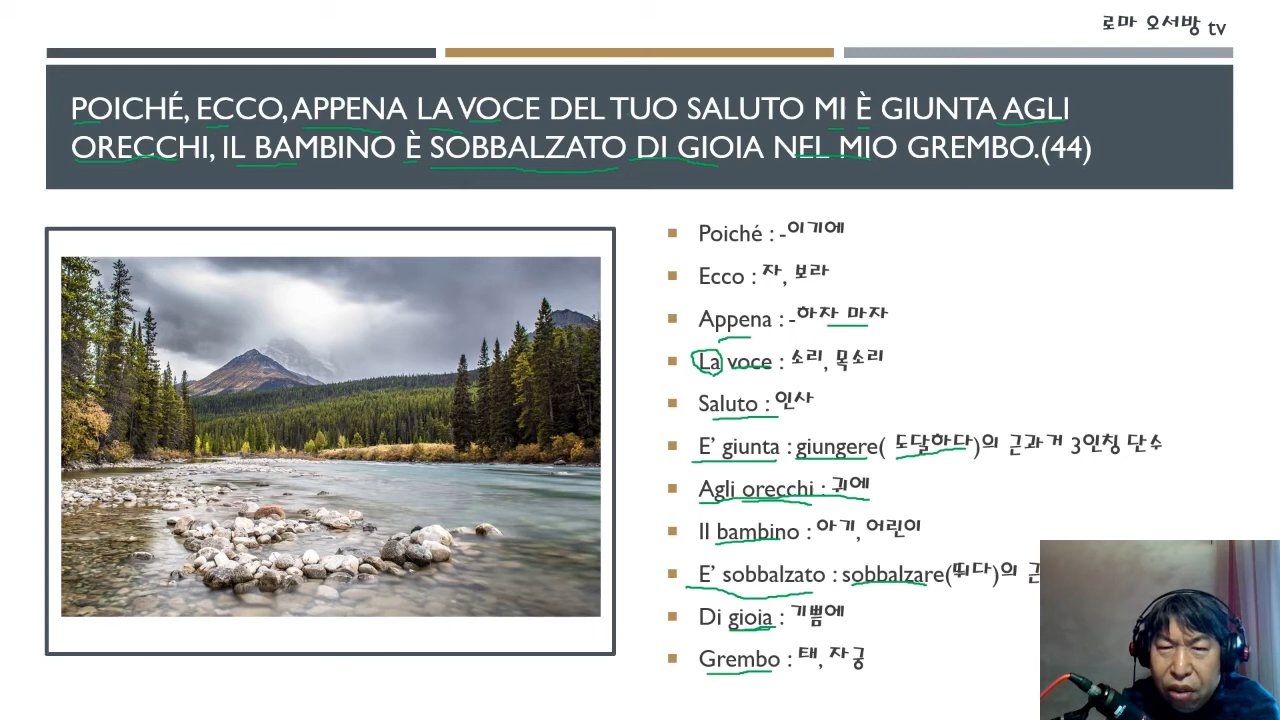 로마 오서방 tv
POICHÉ, ECCO, APPENA LA VOCE DEL TUO SALUTO MI È GIUNTA AGLI
ORECCHI, IL BAMBINO È SOBBALZATO DI GIOIA NEL MIO GREMBO.(44)
Poiché : -이기에
Ecco : 자, 보라
Appena : -하자 마자
La voce : 소리, 목소리
Saluto : 인사
E' giunta : giungere( 도달하다)의 근과거 3인칭 단수
Agli orecchi : 귀에
Il bambino : 아기, 어린이
E' sobbalzato : sobbalzare(뛰다)의 근
Di gioia : 기쁨에
Grembo : 태, 자궁